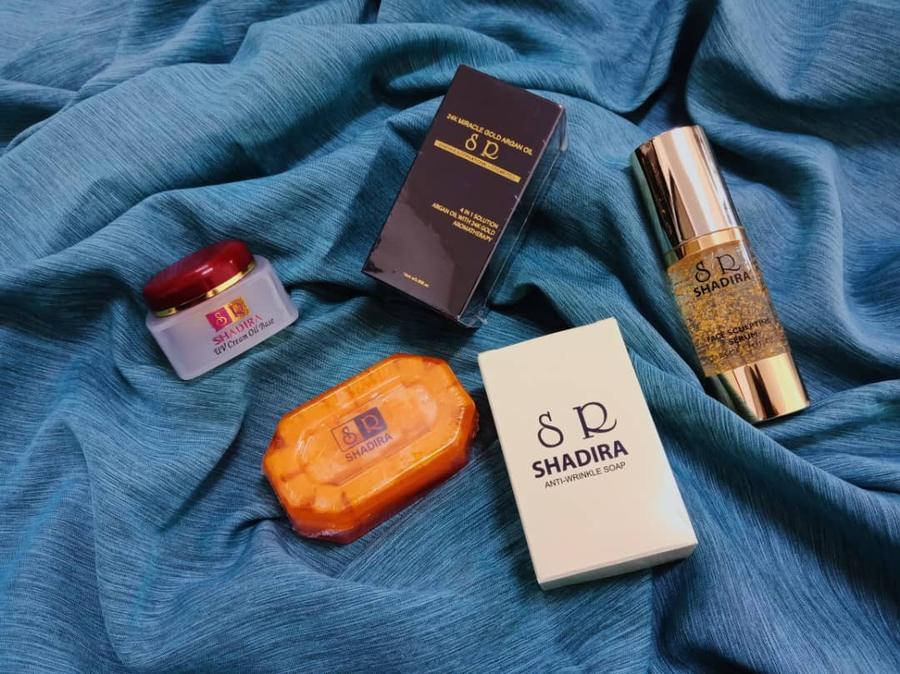 24K MIRACLE GOLD ARGAN OIL
SR
4 IN 1 SOLUTION
ARGAN OIL WITH 24K GOLD
AROMATHERAPY
SR
SHADIRA
FACE SCULPTING
SERUM
SR
SHADIRA
UV Cream Oil Base
SR
SHADIRA
SR
SHADIRA
ANTI-WRINKLE SOAP